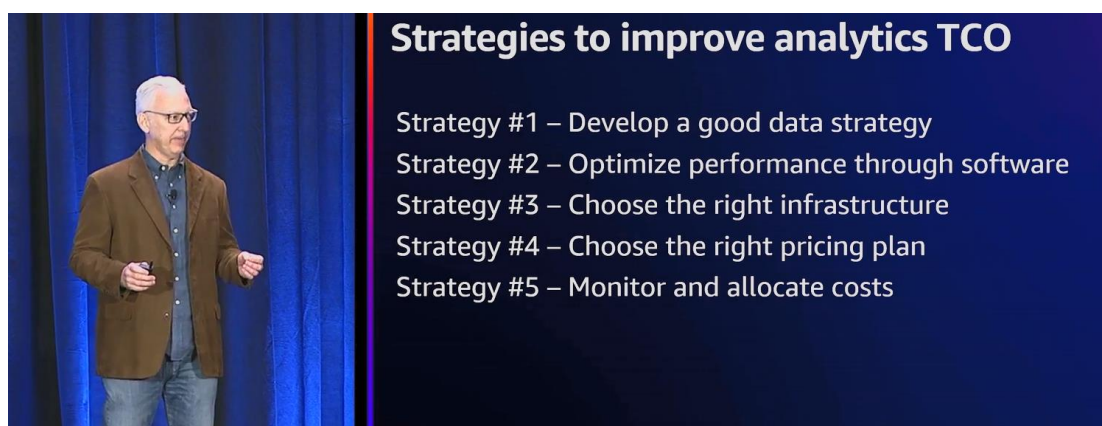 Strategies to improve analytics TCO
Strategy #1 – Develop a good data strategy
Strategy #2 – Optimize performance through software
Strategy #3 – Choose the right infrastructure
Strategy #4 – Choose the right pricing plan
Strategy #5 – Monitor and allocate costs